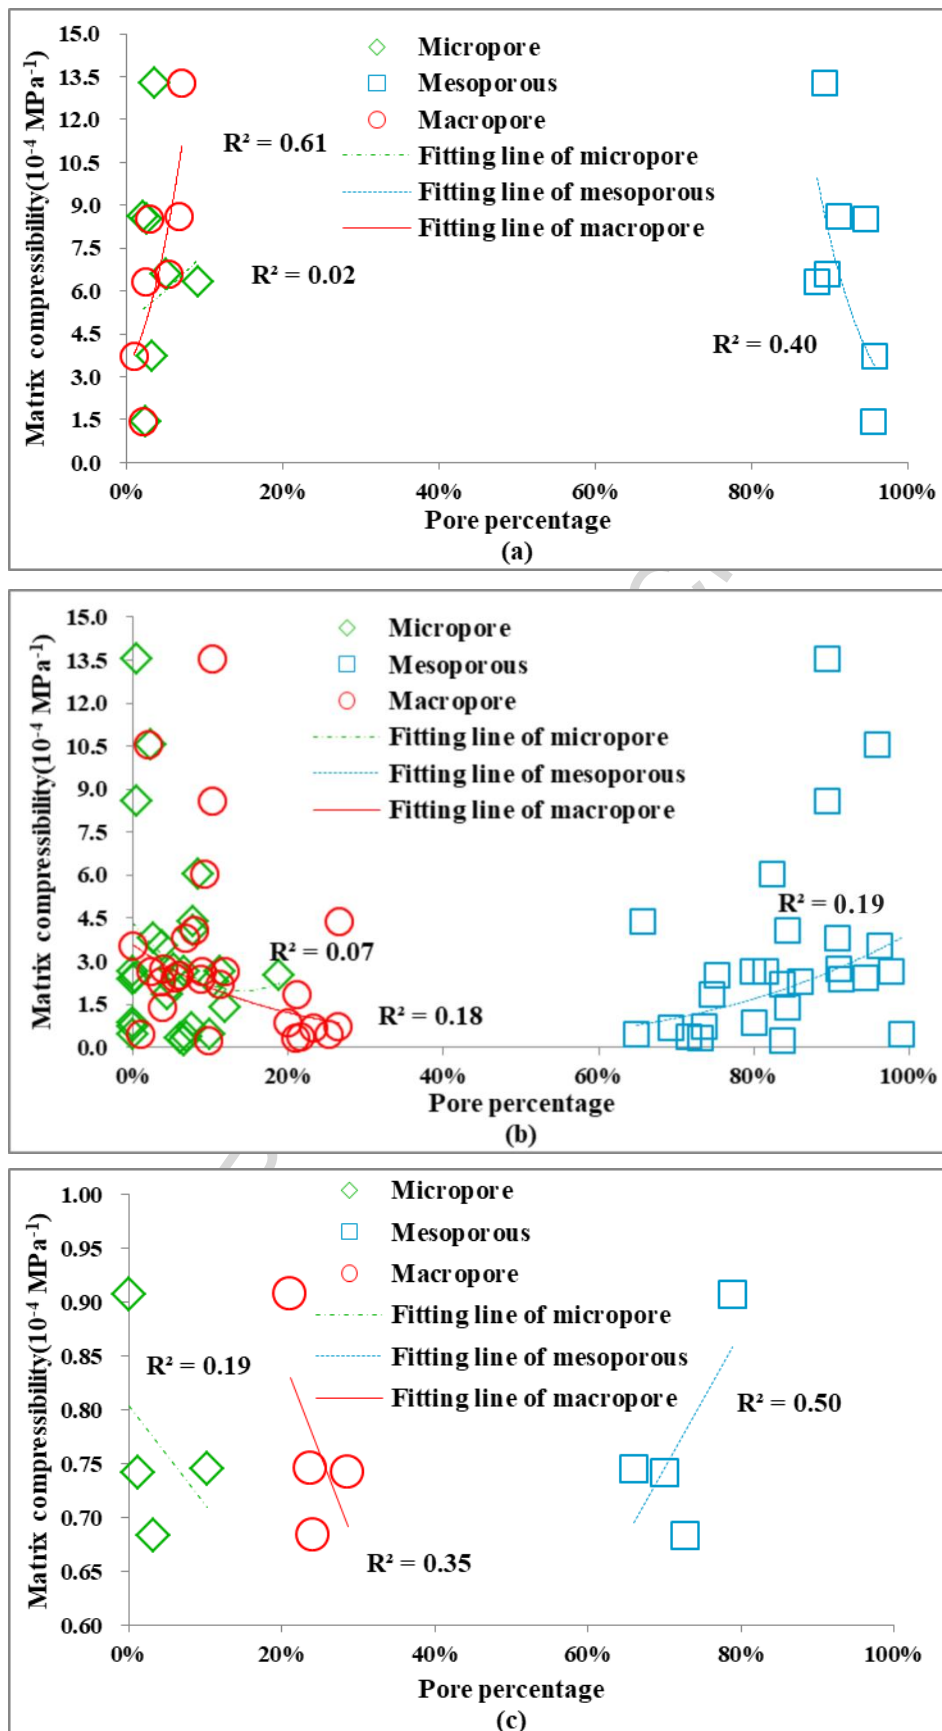 Matrix compressibility(10⁻⁴ MPa⁻¹)
15.0
13.5
12.0
10.5
9.0
7.5
6.0
4.5
3.0
1.5
0.0
Micropore
Mesoporous
Macropore
Fitting line of micropore
Fitting line of mesoporous
Fitting line of macropore
R² = 0.61
R² = 0.02
R² = 0.40
0% 20% 40% 60% 80% 100%
Pore percentage
(a)
Matrix compressibility(10⁻⁴ MPa⁻¹)
15.0
13.5
12.0
10.5
9.0
7.5
6.0
4.5
3.0
1.5
0.0
Micropore
Mesoporous
Macropore
Fitting line of micropore
Fitting line of mesoporous
Fitting line of macropore
R² = 0.19
R² = 0.07
R² = 0.18
0% 20% 40% 60% 80% 100%
Pore percentage
(b)
Matrix compressibility(10⁻⁴ MPa⁻¹)
1.00
0.95
0.90
0.85
0.80
0.75
0.70
0.65
0.60
Micropore
Mesoporous
Macropore
Fitting line of micropore
Fitting line of mesoporous
Fitting line of macropore
R² = 0.19
R² = 0.50
R² = 0.35
0% 20% 40% 60% 80% 100%
Pore percentage
(c)